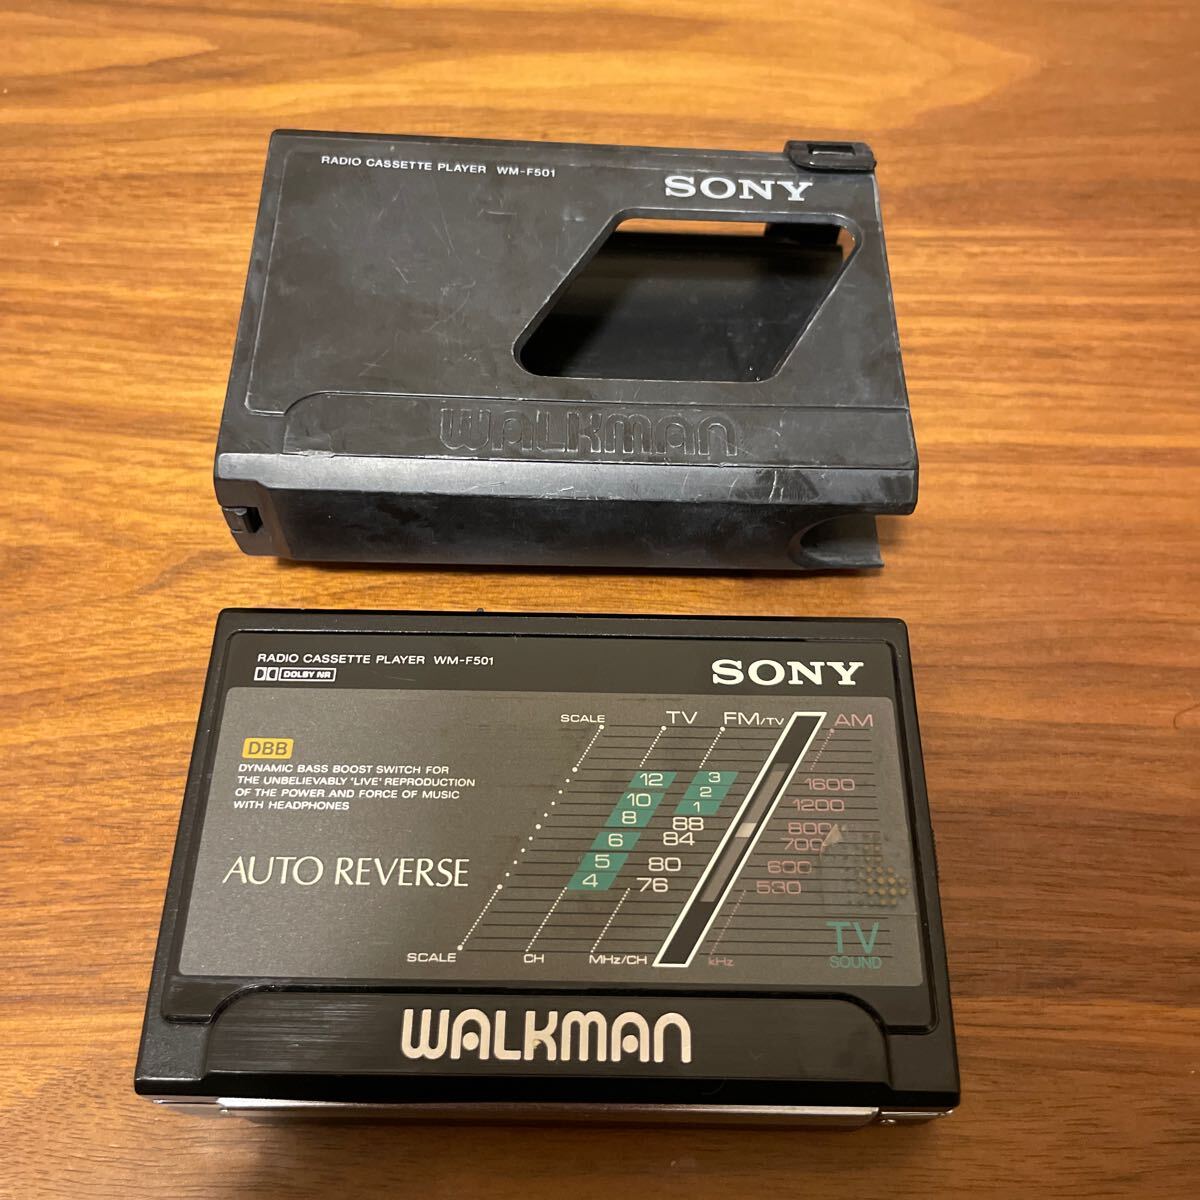 RADIO CASSETTE PLAYER WM-F501
SONY
WALKMAN
RADIO CASSETTE PLAYER WM-F501
DOLBY NR
SONY
SCALE TV FM/TV AM
DBB
DYNAMIC BASS BOOST SWITCH FOR
THE UNBELIEVABLY 'LIVE' REPRODUCTION
OF THE POWER AND FORCE OF MUSIC
WITH HEADPHONES
AUTO REVERSE
12 3 1600
10 2 1200
8 1 800
88 700
6 84 600
5 80 530
4 76
SCALE CH MHz/CH kHz
TV
SOUND
WALKMAN